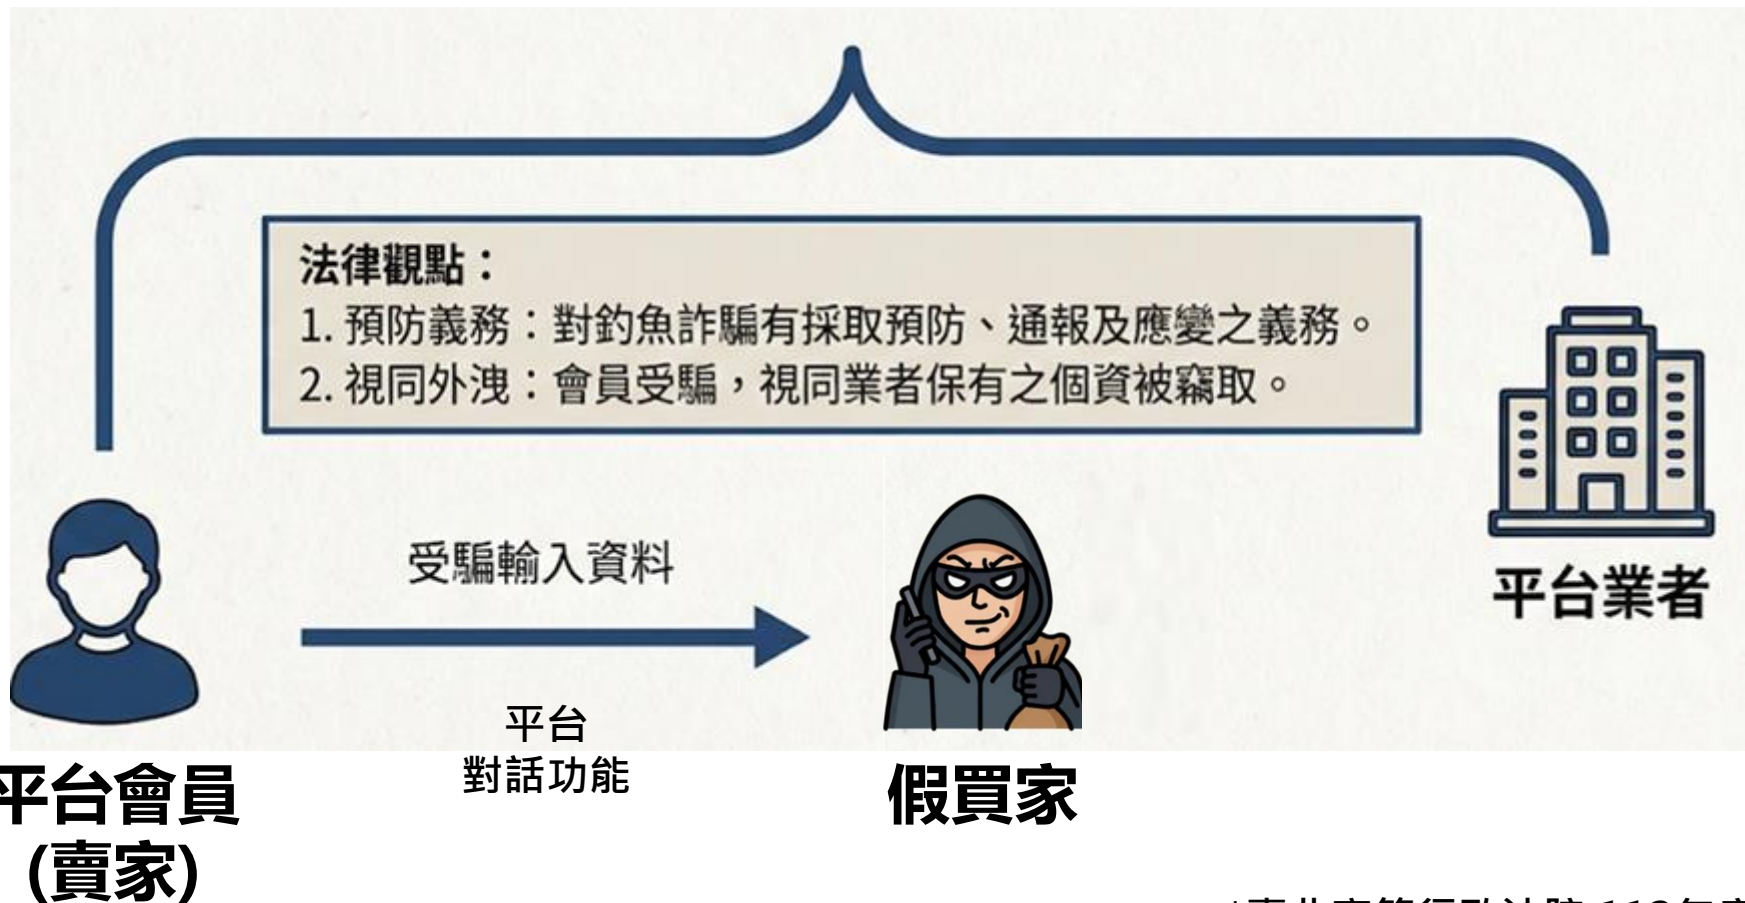 法律觀點：
1. 預防義務：對釣魚詐騙有採取預防、通報及應變之義務。
2. 視同外洩：會員受騙，視同業者保有之個資被竊取。
受騙輸入資料
平台業者
平台
對話功能
平台會員
(賣家)
假買家